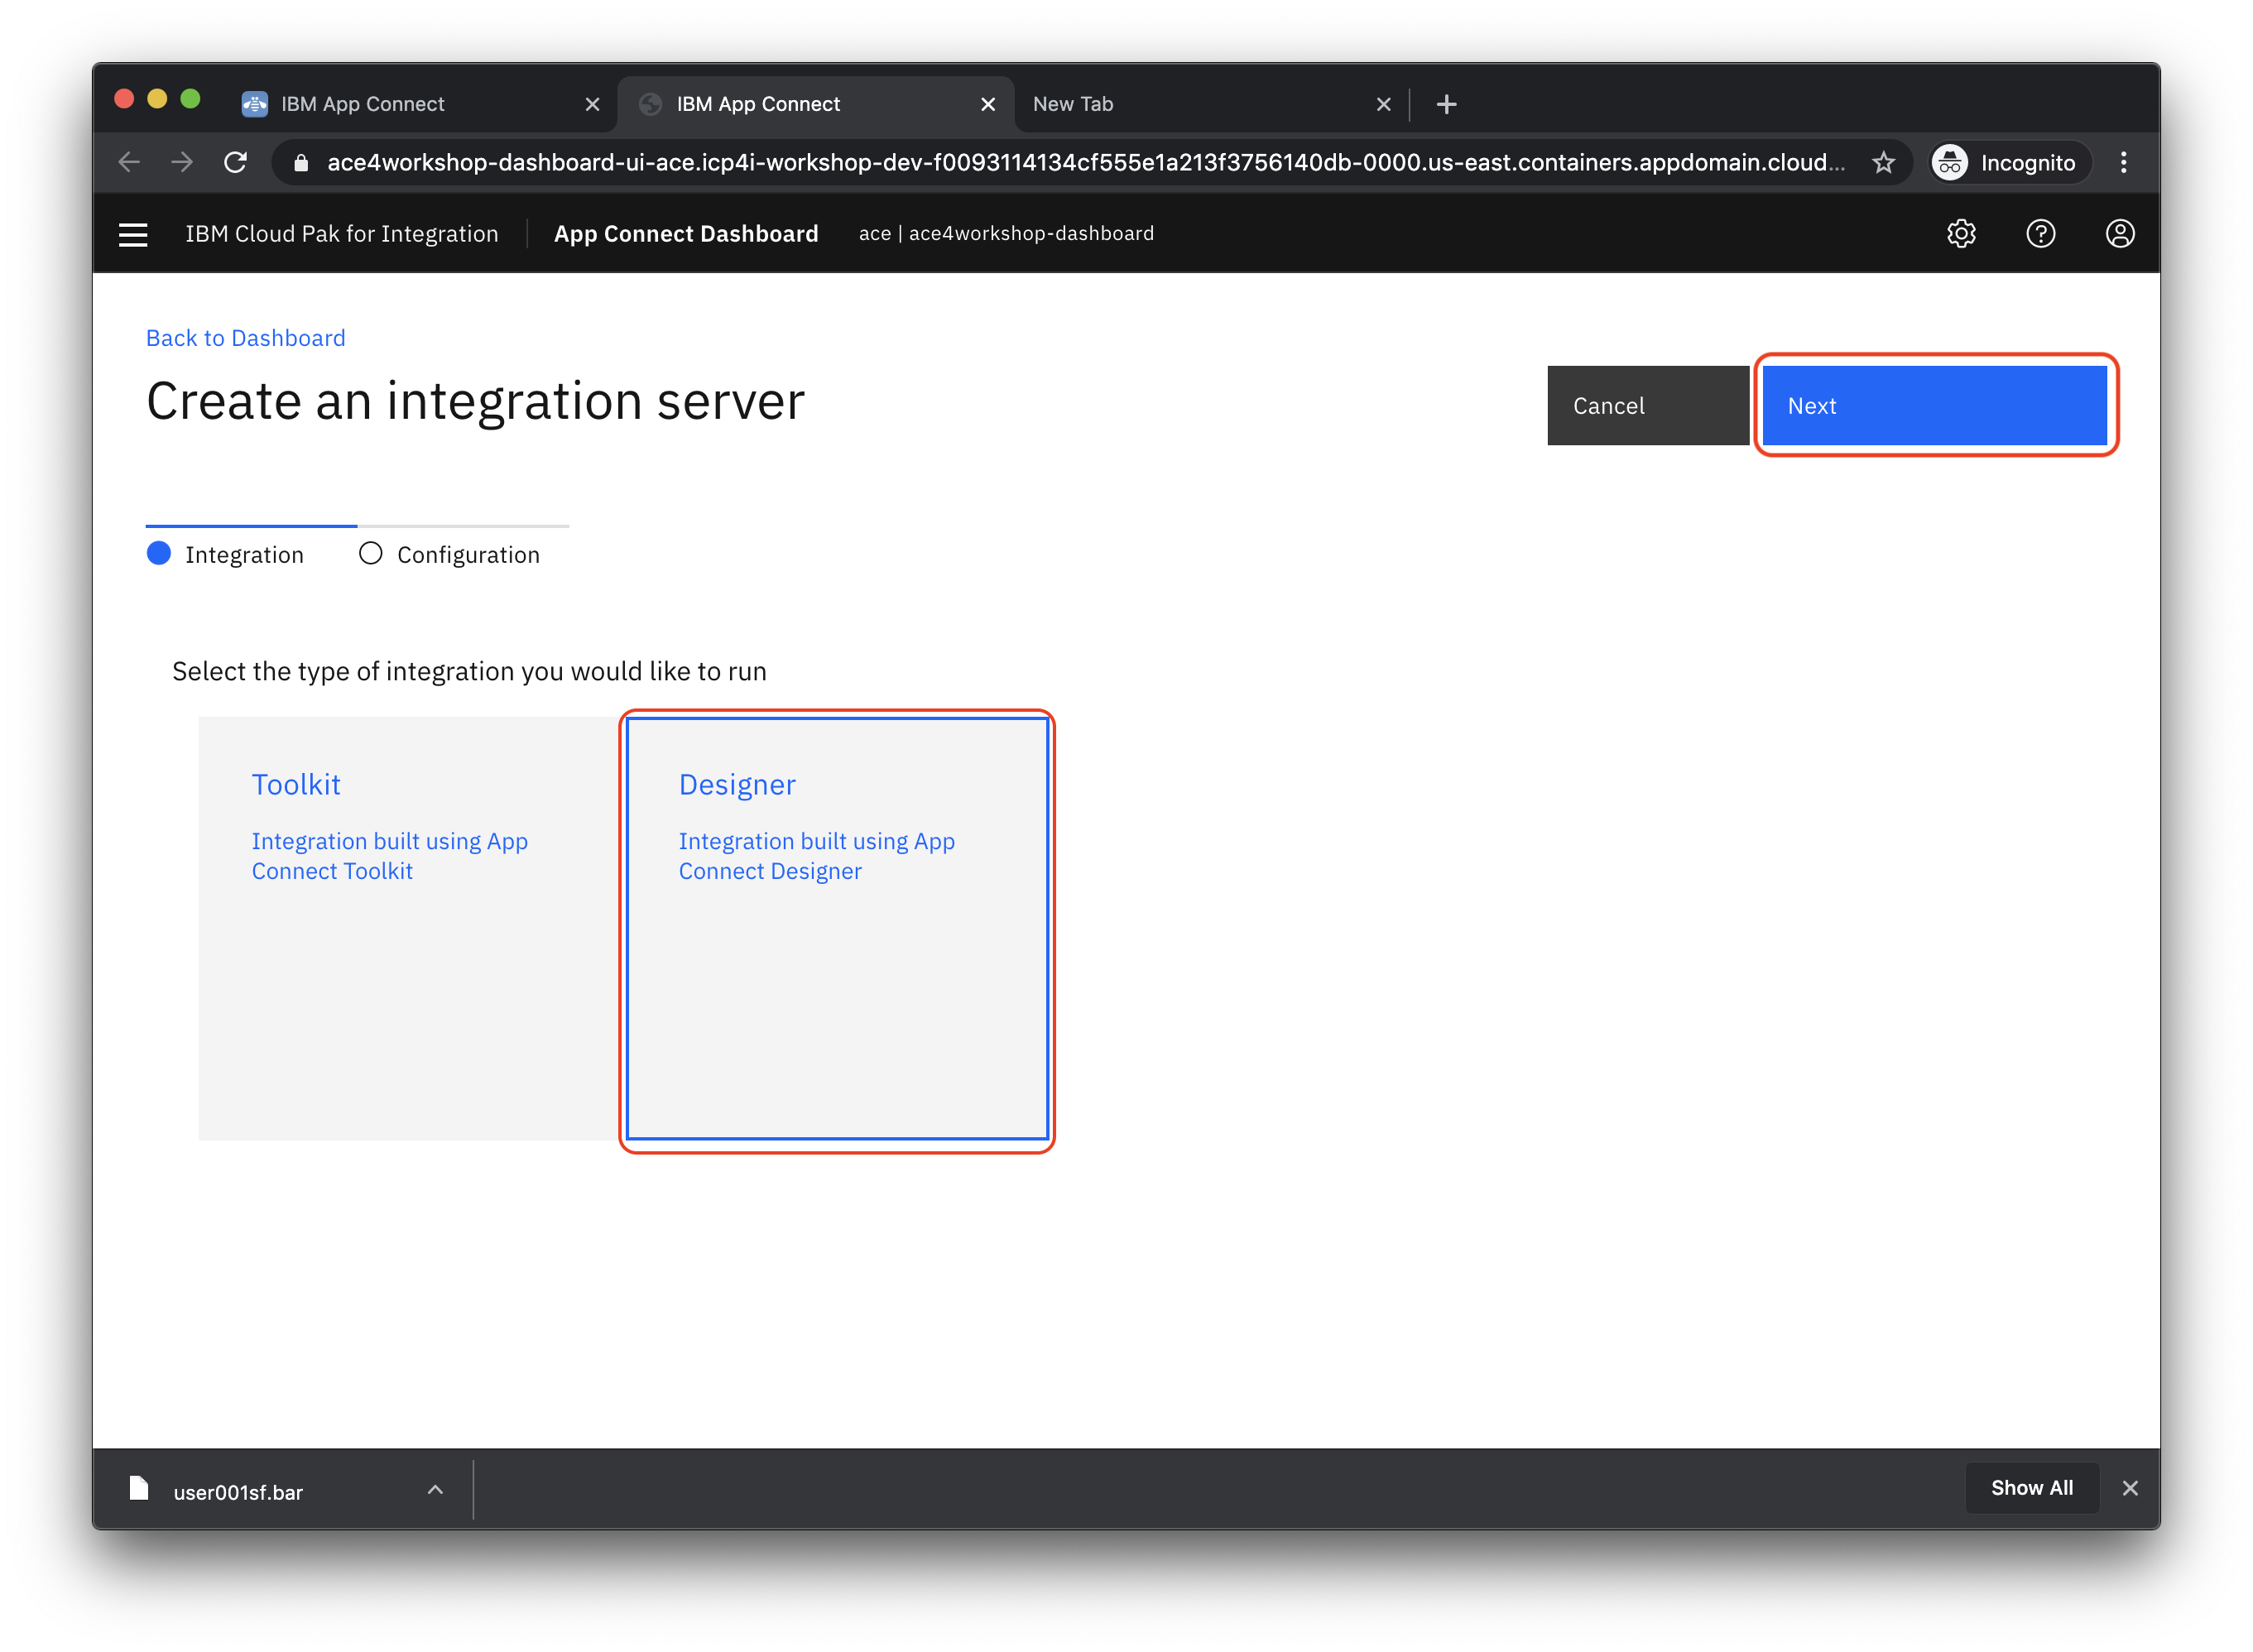 IBM App Connect
IBM App Connect
New Tab
ace4workshop-dashboard-ui-ace.icp4i-workshop-dev-f0093114134cf555e1a213f3756140db-0000.us-east.containers.appdomain.cloud...
Incognito
IBM Cloud Pak for Integration
App Connect Dashboard
ace | ace4workshop-dashboard
Back to Dashboard
Create an integration server
Cancel
Next
Integration
Configuration
Select the type of integration you would like to run
Toolkit
Integration built using App
Connect Toolkit
Designer
Integration built using App
Connect Designer
user001sf.bar
Show All